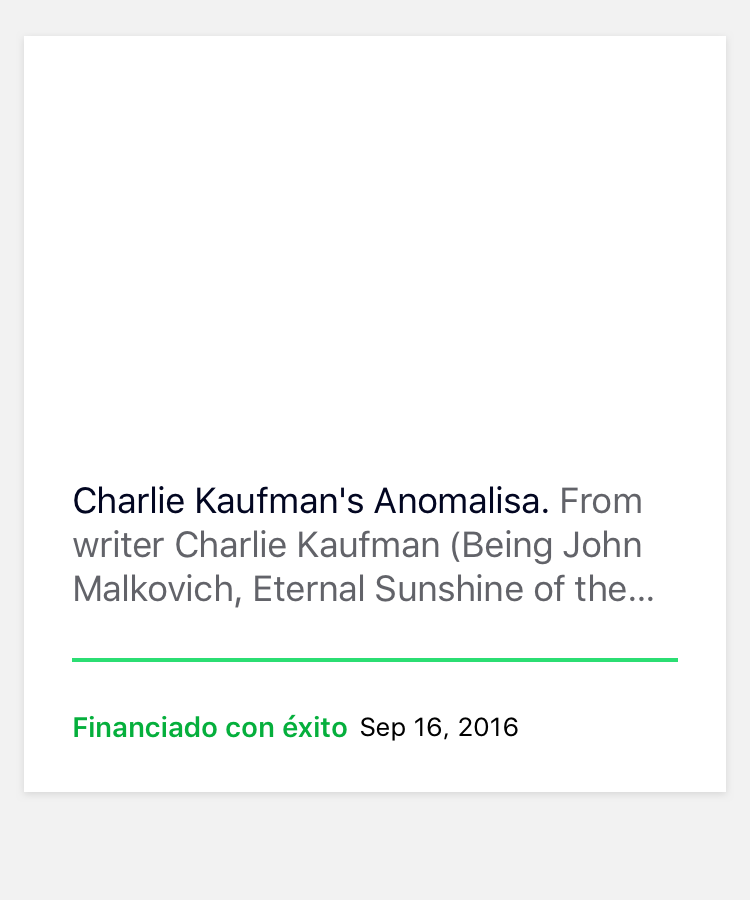 Charlie Kaufman's Anomalisa. From
writer Charlie Kaufman (Being John
Malkovich, Eternal Sunshine of the...
Financiado con éxito Sep 16, 2016